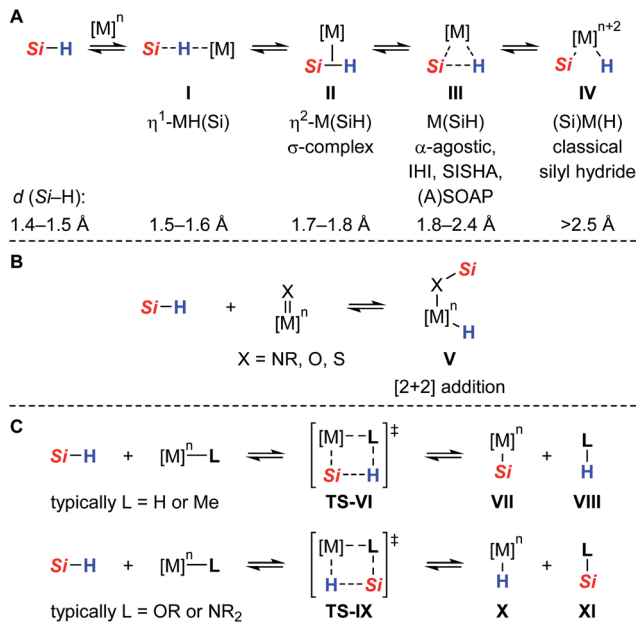 A
Si–H [M]n Si--H--[M] [M] [M] [M]n+2
Si–H Si---H Si H
I II III IV
η1-MH(Si) η2-M(SiH) M(SiH) (Si)M(H)
σ-complex α-agostic, classical
IHI, SISHA, silyl hydride
(A)SOAP
d (Si–H):
1.4–1.5 Å 1.5–1.6 Å 1.7–1.8 Å 1.8–2.4 Å >2.5 Å
B
Si–H + X=[M]n X–Si [M]n H
X = NR, O, S V
[2+2] addition
C
Si–H + [M]n–L [M]--L Si---H ‡ [M]n Si + L H
typically L = H or Me TS-VI VII VIII
Si–H + [M]n–L [M]--L H---Si ‡ [M]n H + L Si
typically L = OR or NR2 TS-IX X XI